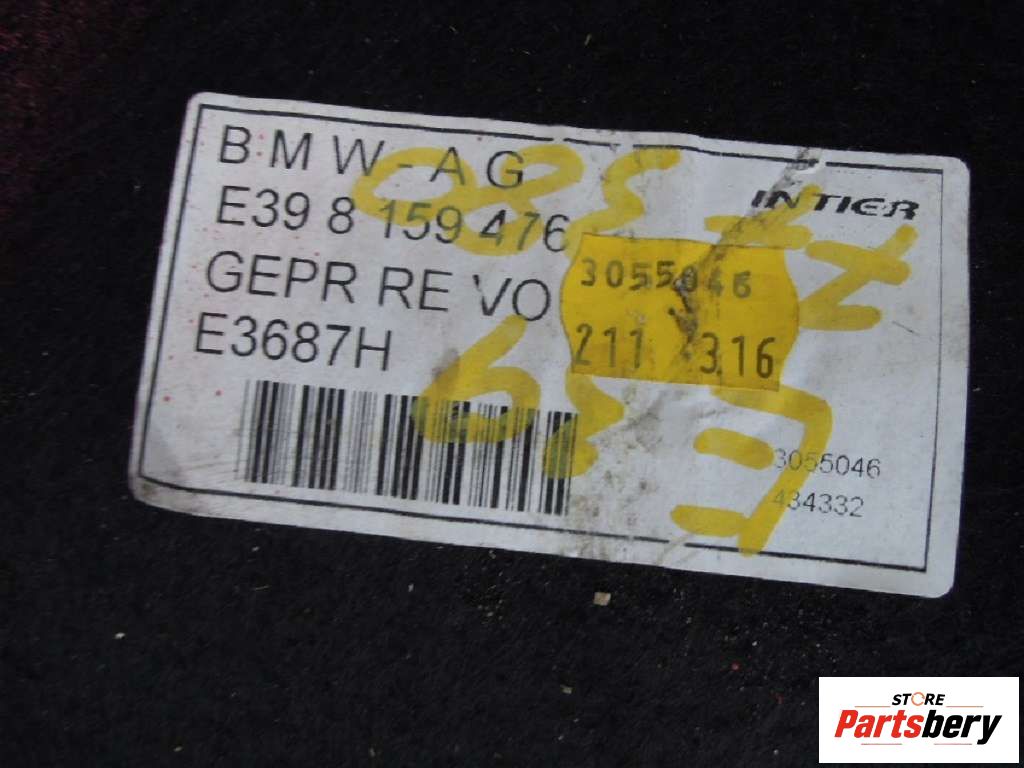 BMW-AG
INTIER
E39 8 159 476
GEPR RE VO
3055046
E3687H
211 316
3055046
434332
STORE
Partsbery